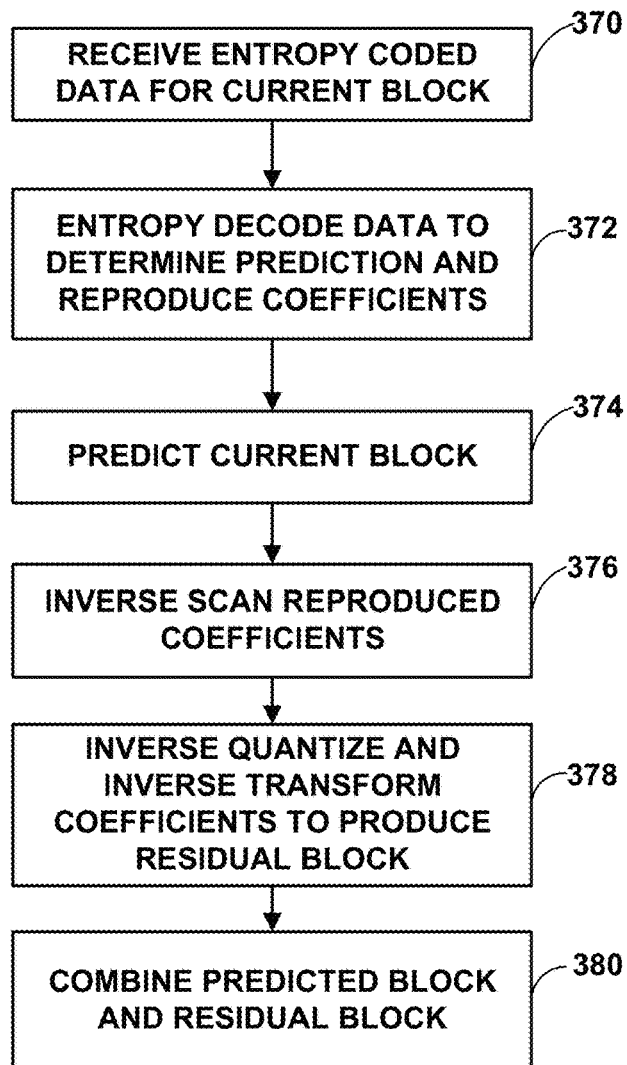 370
RECEIVE ENTROPY CODED
DATA FOR CURRENT BLOCK
372
ENTROPY DECODE DATA TO
DETERMINE PREDICTION AND
REPRODUCE COEFFICIENTS
374
PREDICT CURRENT BLOCK
376
INVERSE SCAN REPRODUCED
COEFFICIENTS
INVERSE QUANTIZE AND
INVERSE TRANSFORM
378
COEFFICIENTS TO PRODUCE
RESIDUAL BLOCK
380
COMBINE PREDICTED BLOCK
AND RESIDUAL BLOCK